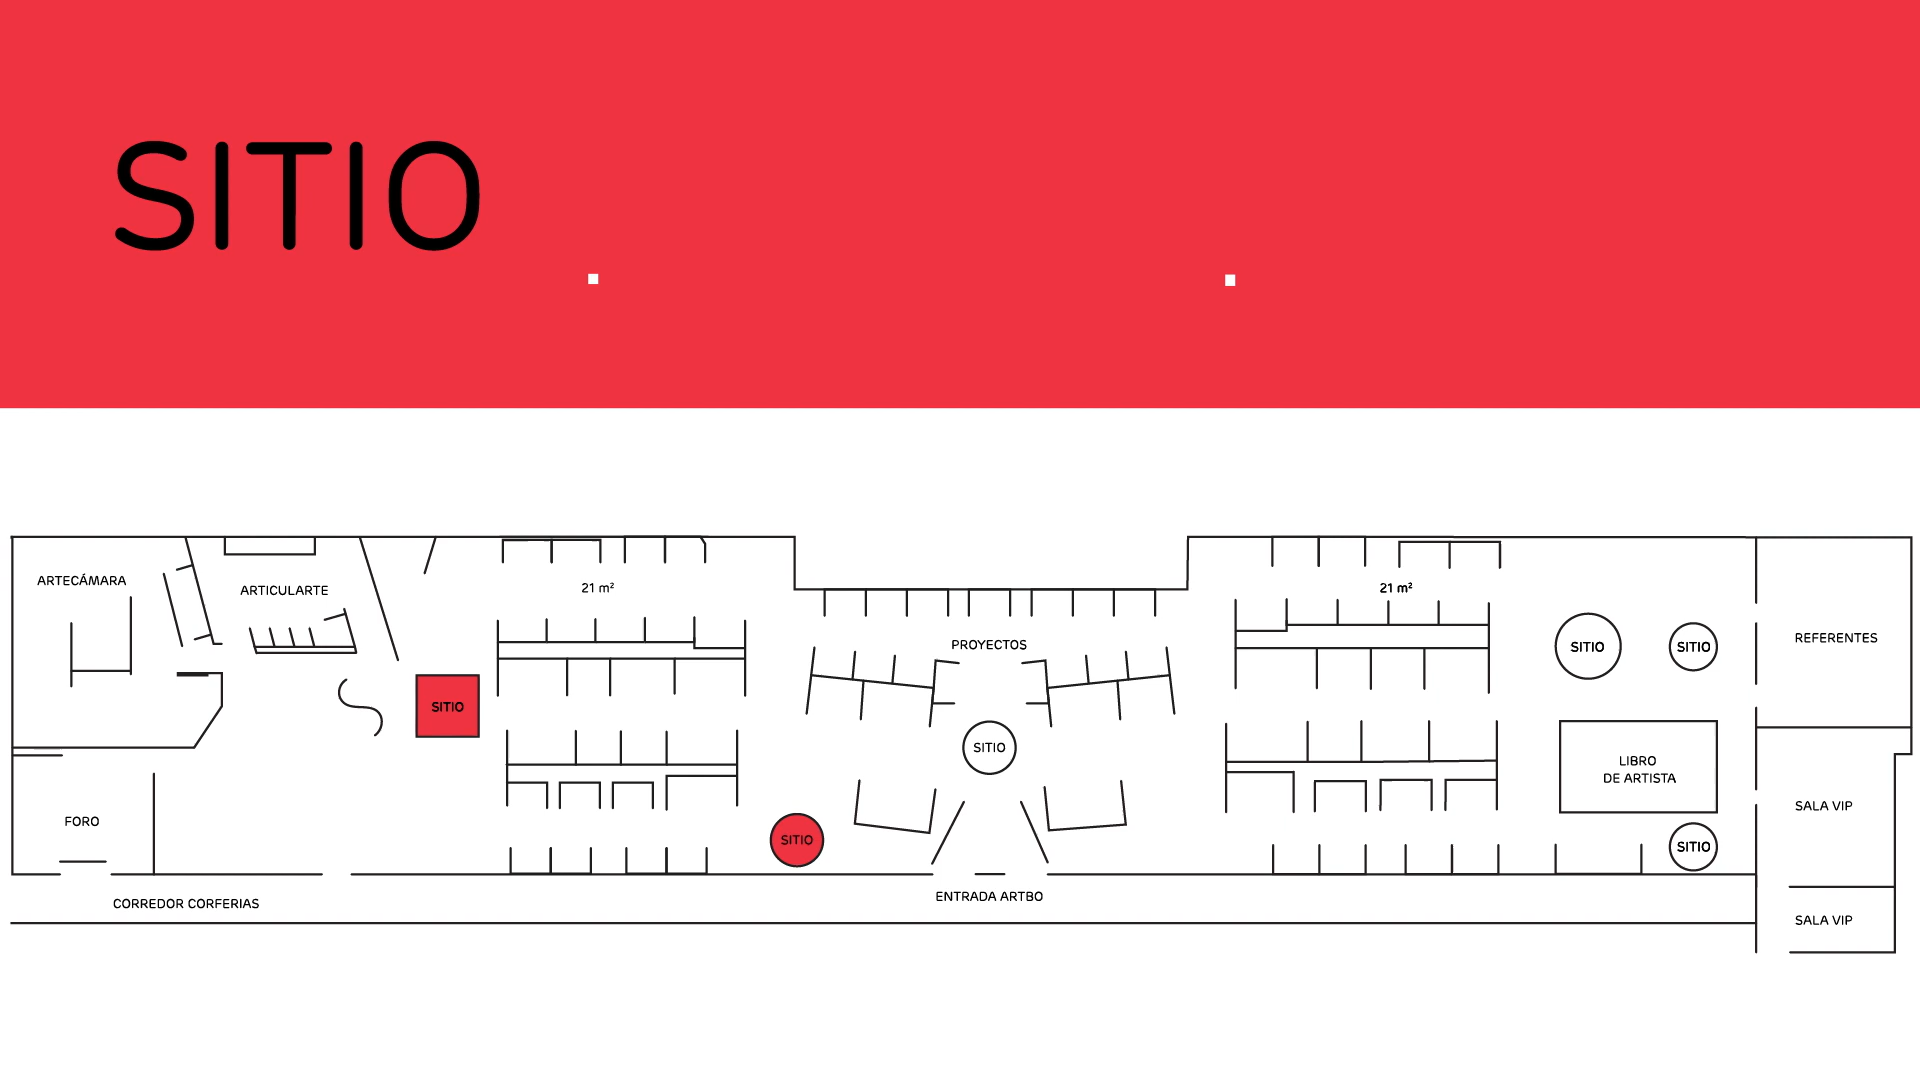 SITIO
ARTECÁMARA
ARTICULARTE
21 m²
21 m²
PROYECTOS
REFERENTES
SITIO
SITIO
SITIO
SITIO
LIBRO
DE ARTISTA
SALA VIP
FORO
SITIO
SITIO
CORREDOR CORFERIAS
ENTRADA ARTBO
SALA VIP